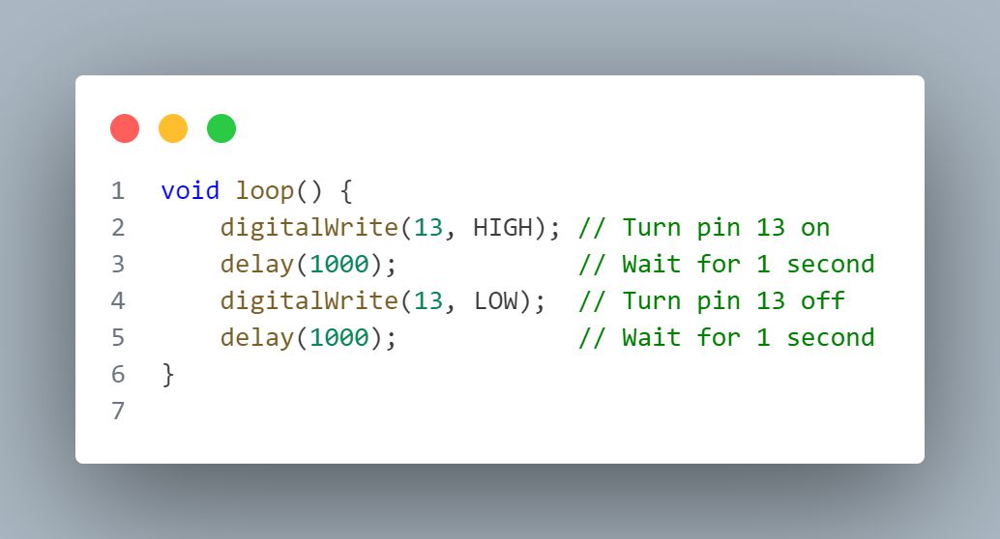 1 void loop() {
2     digitalWrite(13, HIGH); // Turn pin 13 on
3     delay(1000);            // Wait for 1 second
4     digitalWrite(13, LOW);  // Turn pin 13 off
5     delay(1000);            // Wait for 1 second
6 }
7